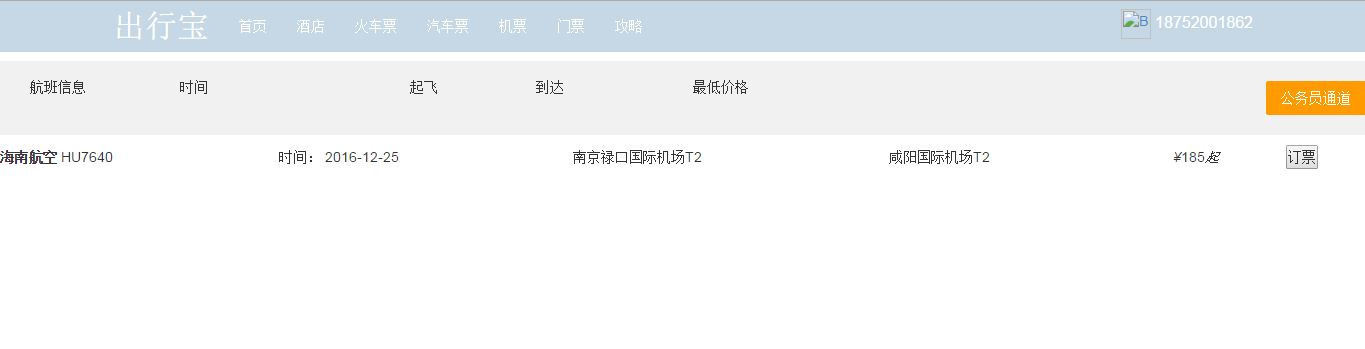 出行宝 首页 酒店 火车票 汽车票 机票 门票 攻略 B 18752001862
航班信息 时间 起飞 到达 最低价格 公务员通道
海南航空 HU7640 时间： 2016-12-25 南京禄口国际机场T2 咸阳国际机场T2 ¥185起 订票